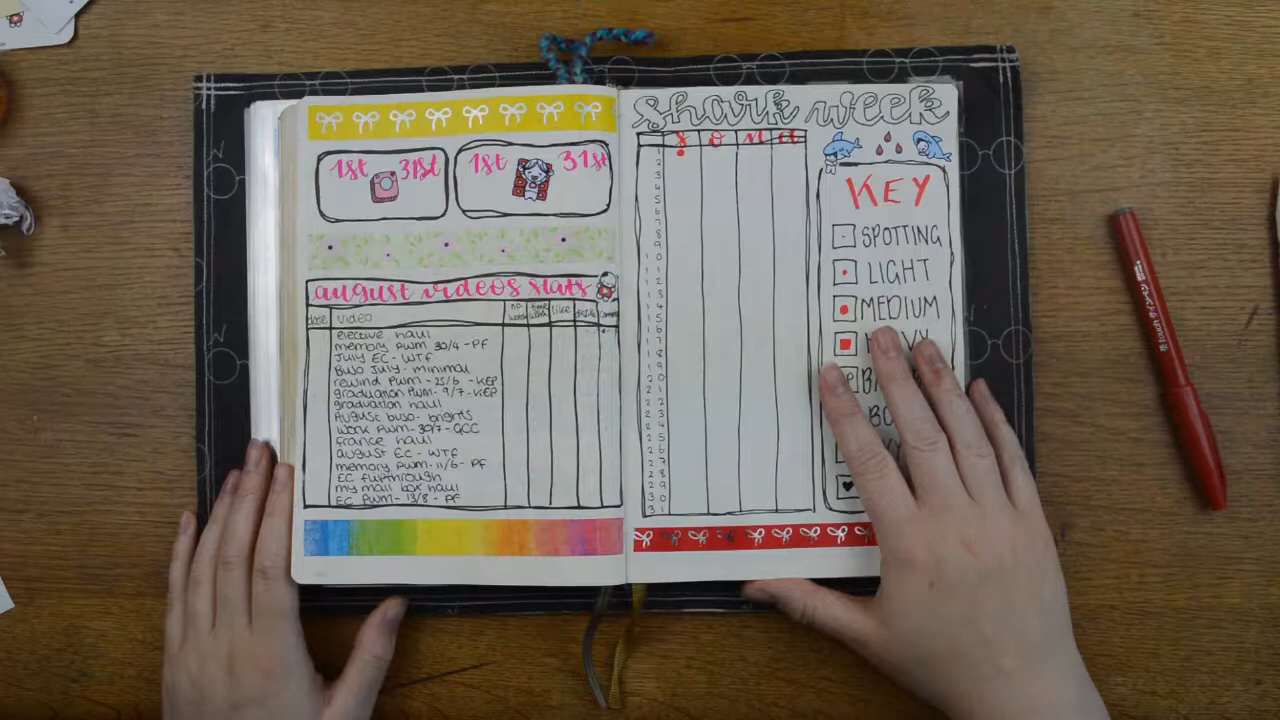 1st 31st
1st 31st
august videos stats
date video no. watch time watch like dislike
elective haul
memory PWM 30/4 - PF
July EC - WTF
Bujo July - minimal
rewind PWM - 25/6 - KEP
graduation PWM - 9/7 - KEP
graduation haul
August bujo - brights
work PWM - 30/7 - GCC
france haul
august EC - WTF
memory PWM - 11/6 - PF
EC flipthrough
my mail box haul
EC PWM - 13/8 - PF
shark week
S O N D
2
3
4
5
6
7
8
9
10
11
12
13
14
15
16
17
18
19
20
21
22
23
24
25
26
27
28
29
30
31
KEY
SPOTTING
LIGHT
MEDIUM